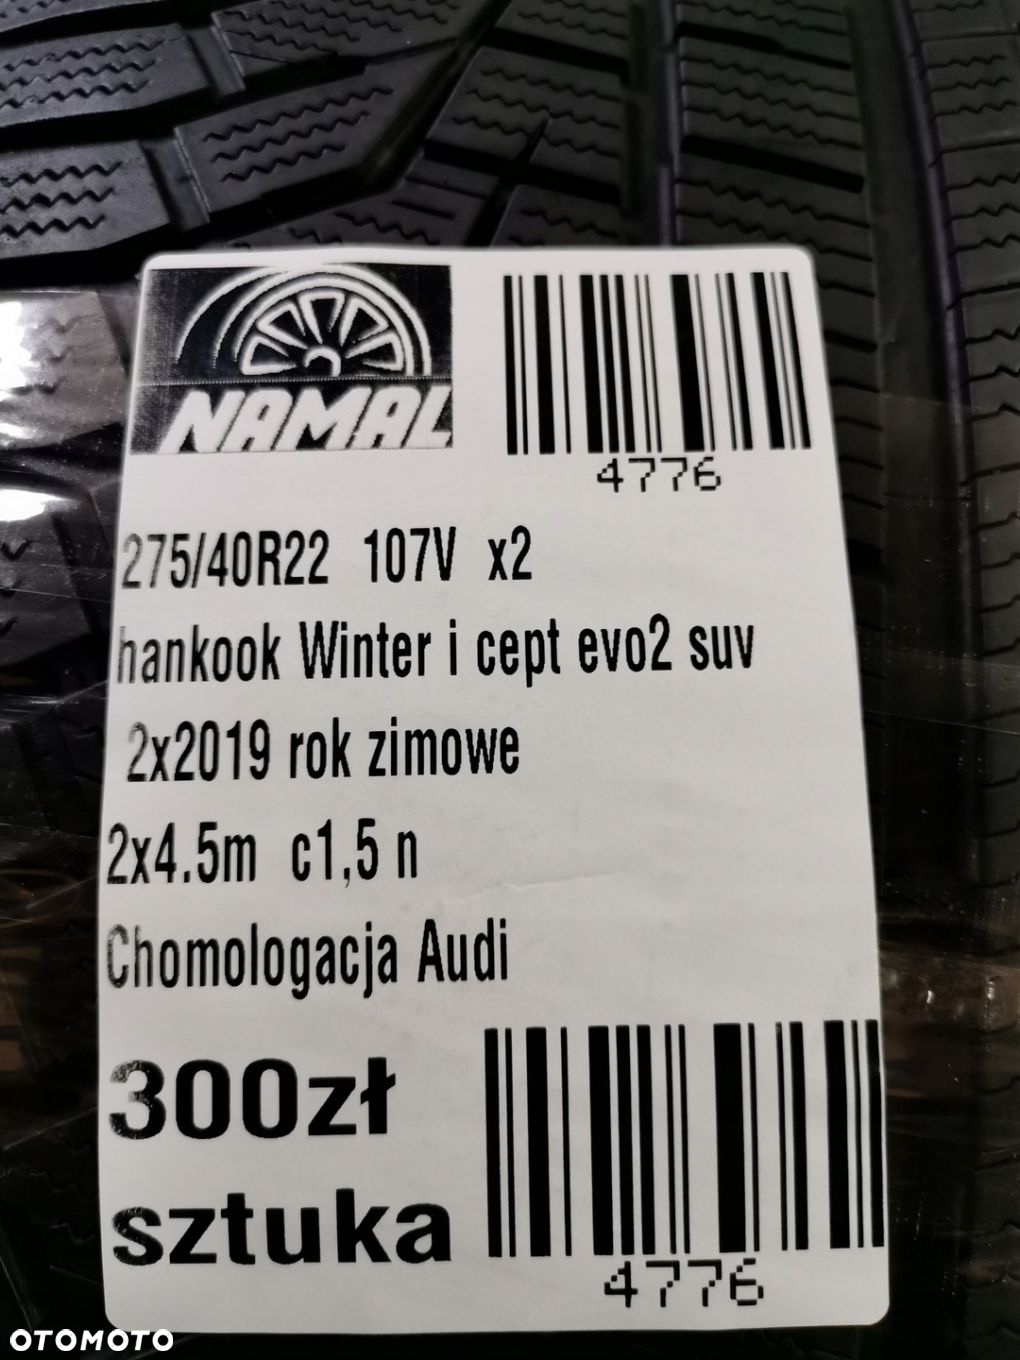 NAMAL
4776
275/40R22 107V x2
hankook Winter i cept evo2 suv
2x2019 rok zimowe
2x4.5m c1,5 n
Chomologacja Audi
300zł
sztuka
4776
OTOMOTO